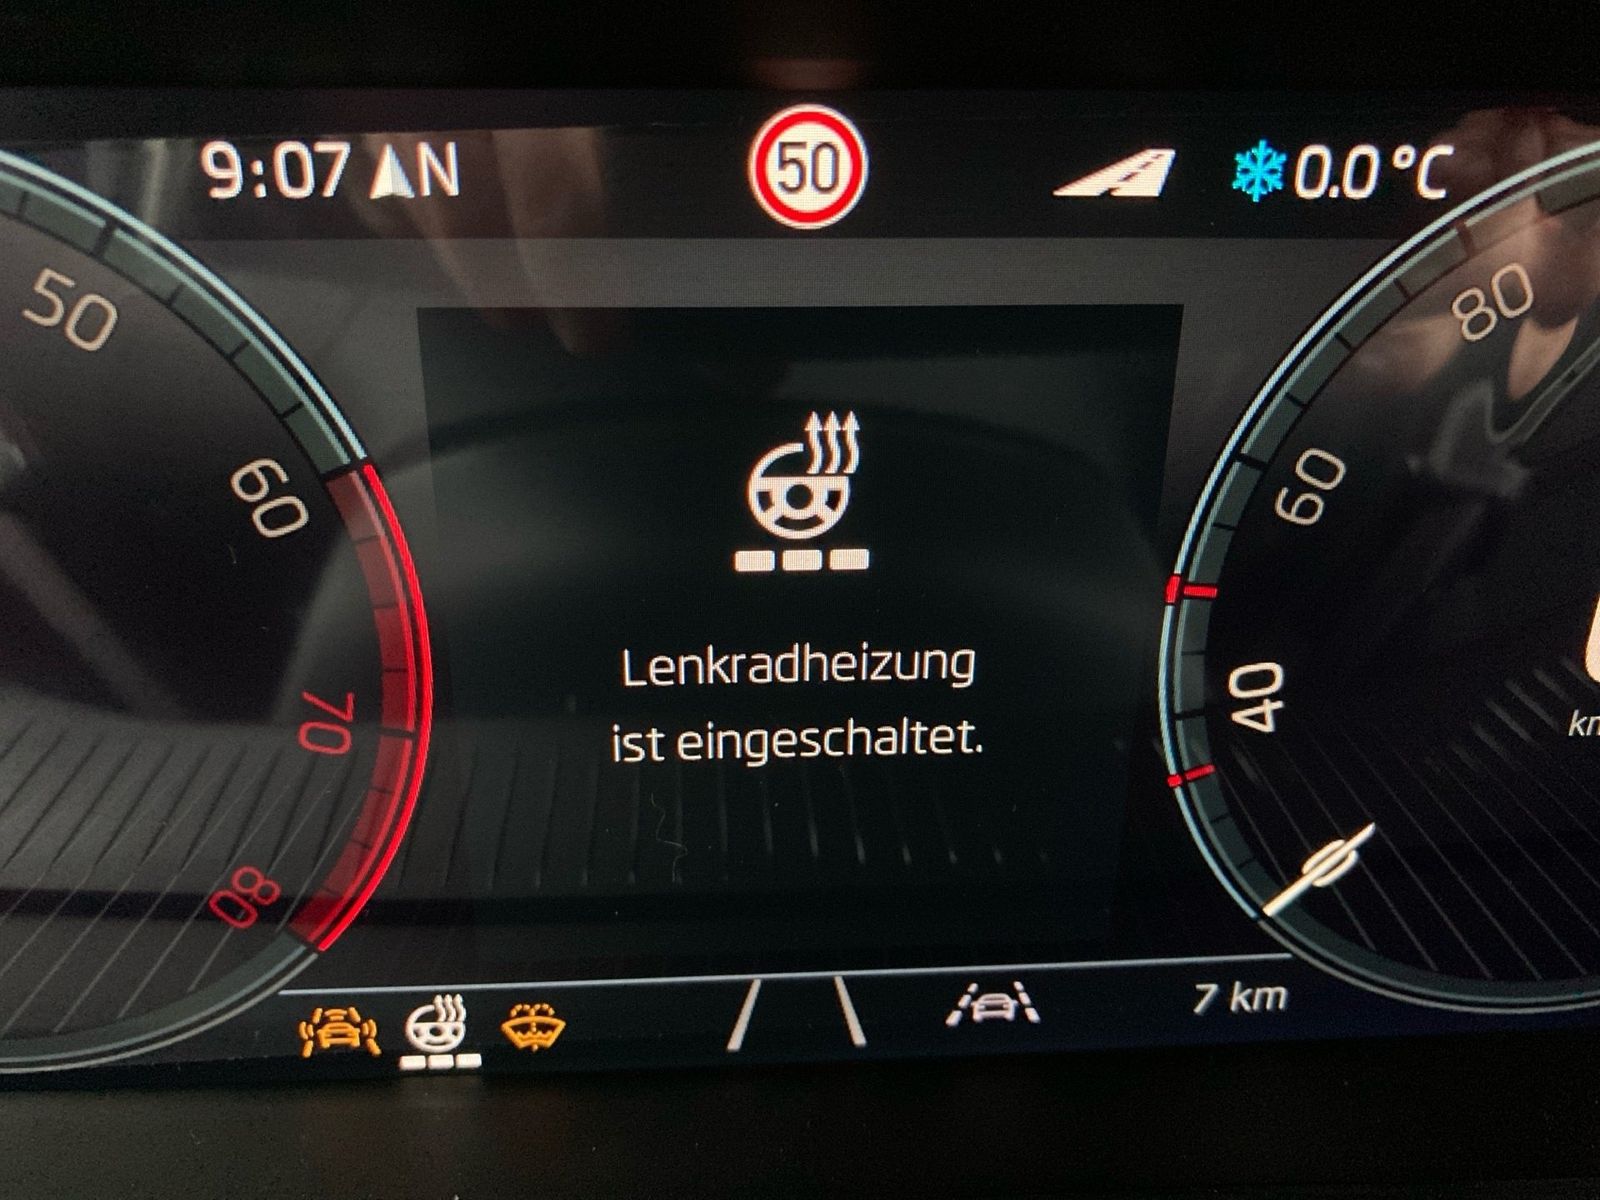 9:07 N
50
0.0 °C
50
60
70
80
80
60
40
Lenkradheizung
ist eingeschaltet.
7 km